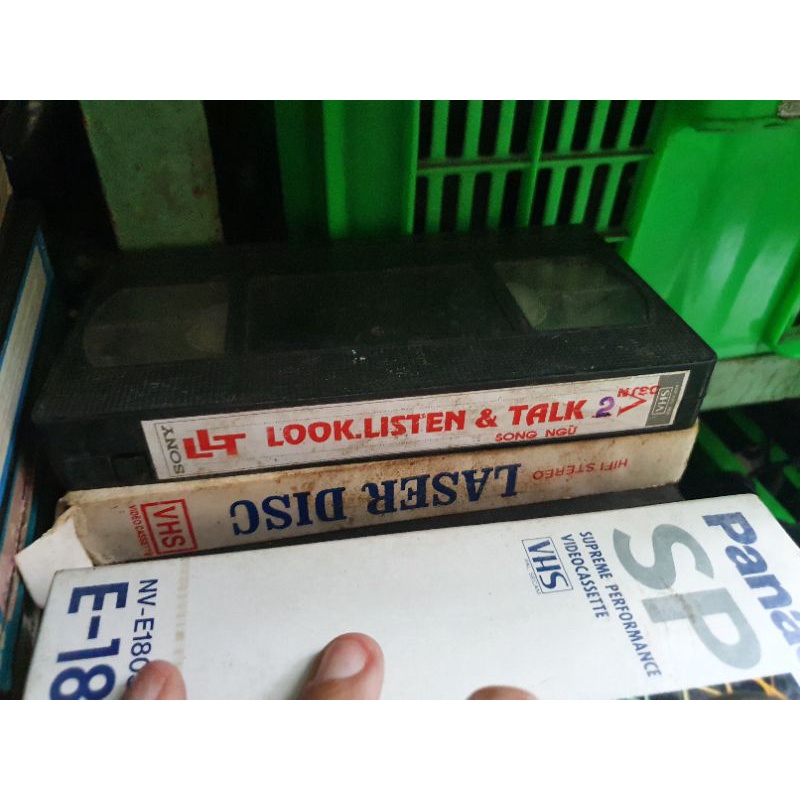 SONY
LLT LOOK.LISTEN & TALK 2
SONG NGỮ
VHS
VHS
VIDEO CASSETTE
LASER DISC
HIFI STEREO
Pana
SP
SUPREME PERFORMANCE
VIDEOCASSETTE
VHS
NV-E180
E-18